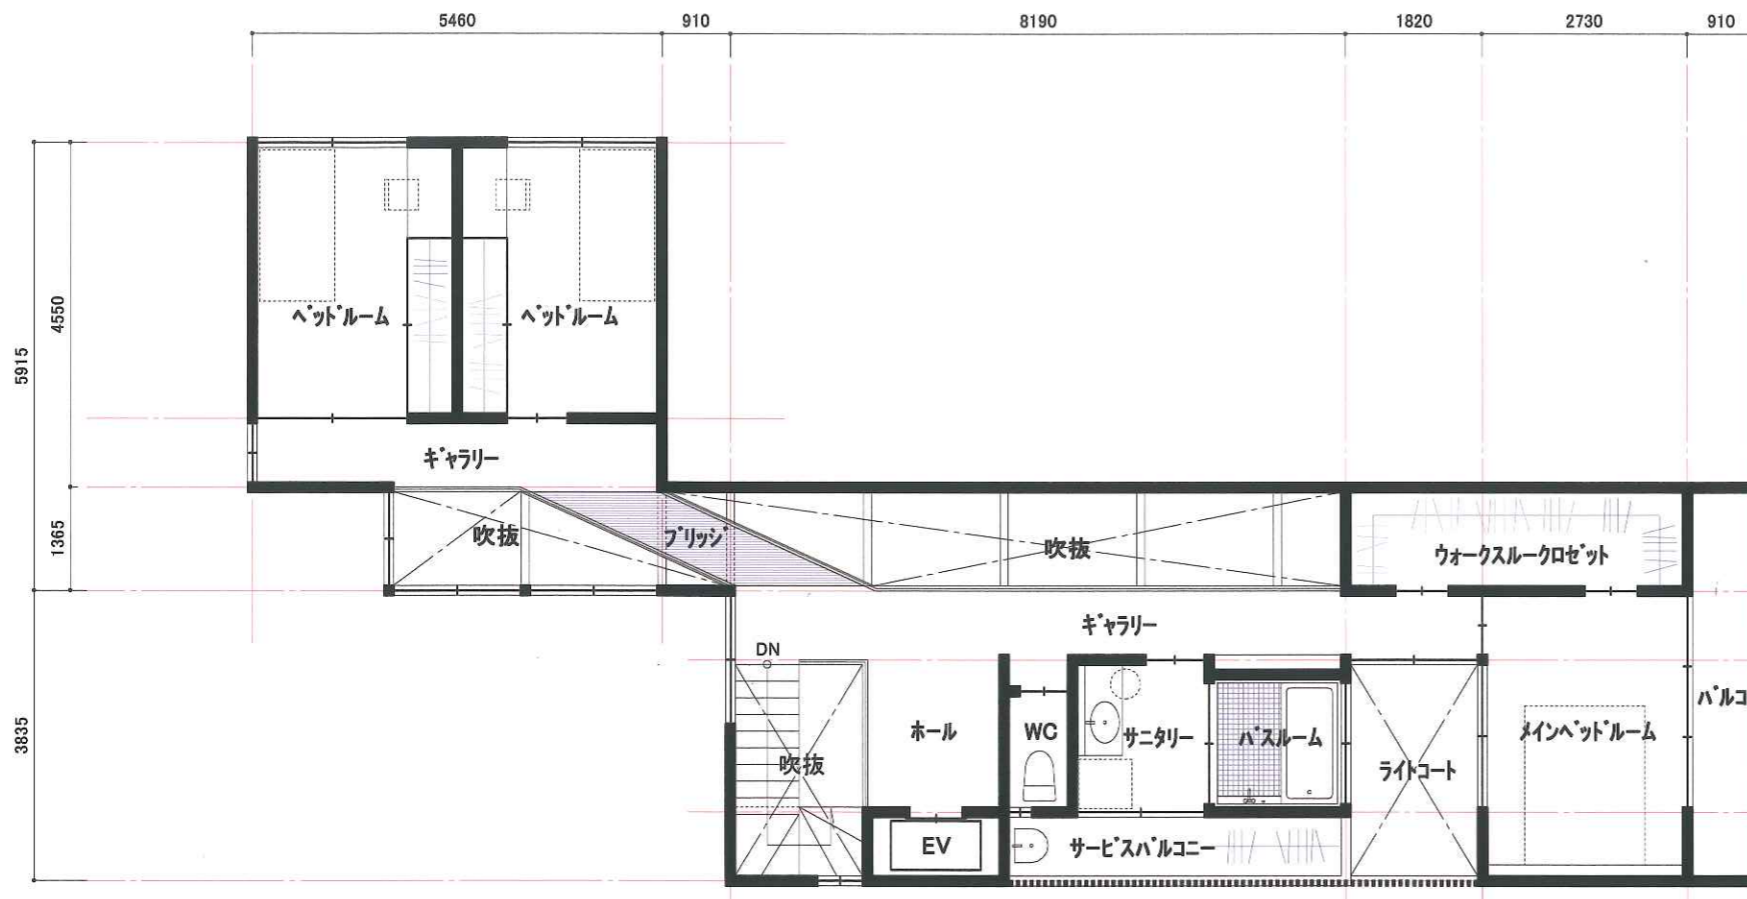 5460 910 8190 1820 2730 910
5915
4550
1365
3835
ベッドルーム
ベッドルーム
ギャラリー
吹抜
ブリッジ
吹抜
ウォークスルークロゼット
ギャラリー
DN
ホール
WC
サニタリー
バスルーム
ライトコート
メインベッドルーム
バルコ
吹抜
EV
サービスバルコニー